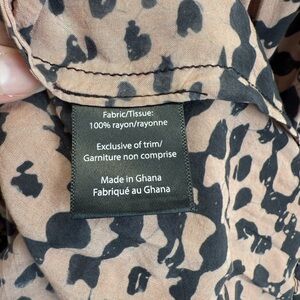 Fabric/Tissue:
100% rayon/rayonne
Exclusive of trim/
Garniture non comprise
Made in Ghana
Fabriqué au Ghana